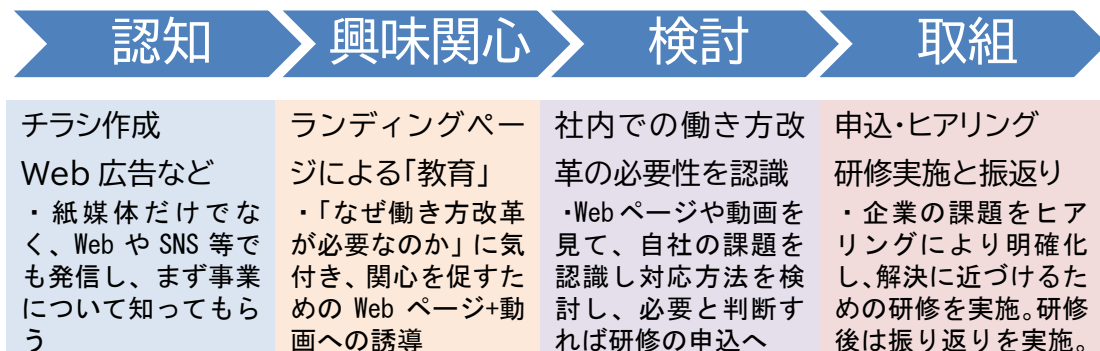 認知
興味関心
検討
取組
チラシ作成
Web 広告など
・紙媒体だけでな
く、Web や SNS 等で
も発信し、まず事業
について知ってもら
う
ランディングペー
ジによる「教育」
・「なぜ働き方改革
が必要なのか」に気
付き、関心を促すた
めの Web ページ+動
画への誘導
社内での働き方改
革の必要性を認識
・Web ページや動画を
見て、自社の課題を
認識し対応方法を検
討し、必要と判断す
れば研修の申込へ
申込・ヒアリング
研修実施と振返り
・企業の課題をヒア
リングにより明確化
し、解決に近づけるた
めの研修を実施。研修
後は振り返りを実施。